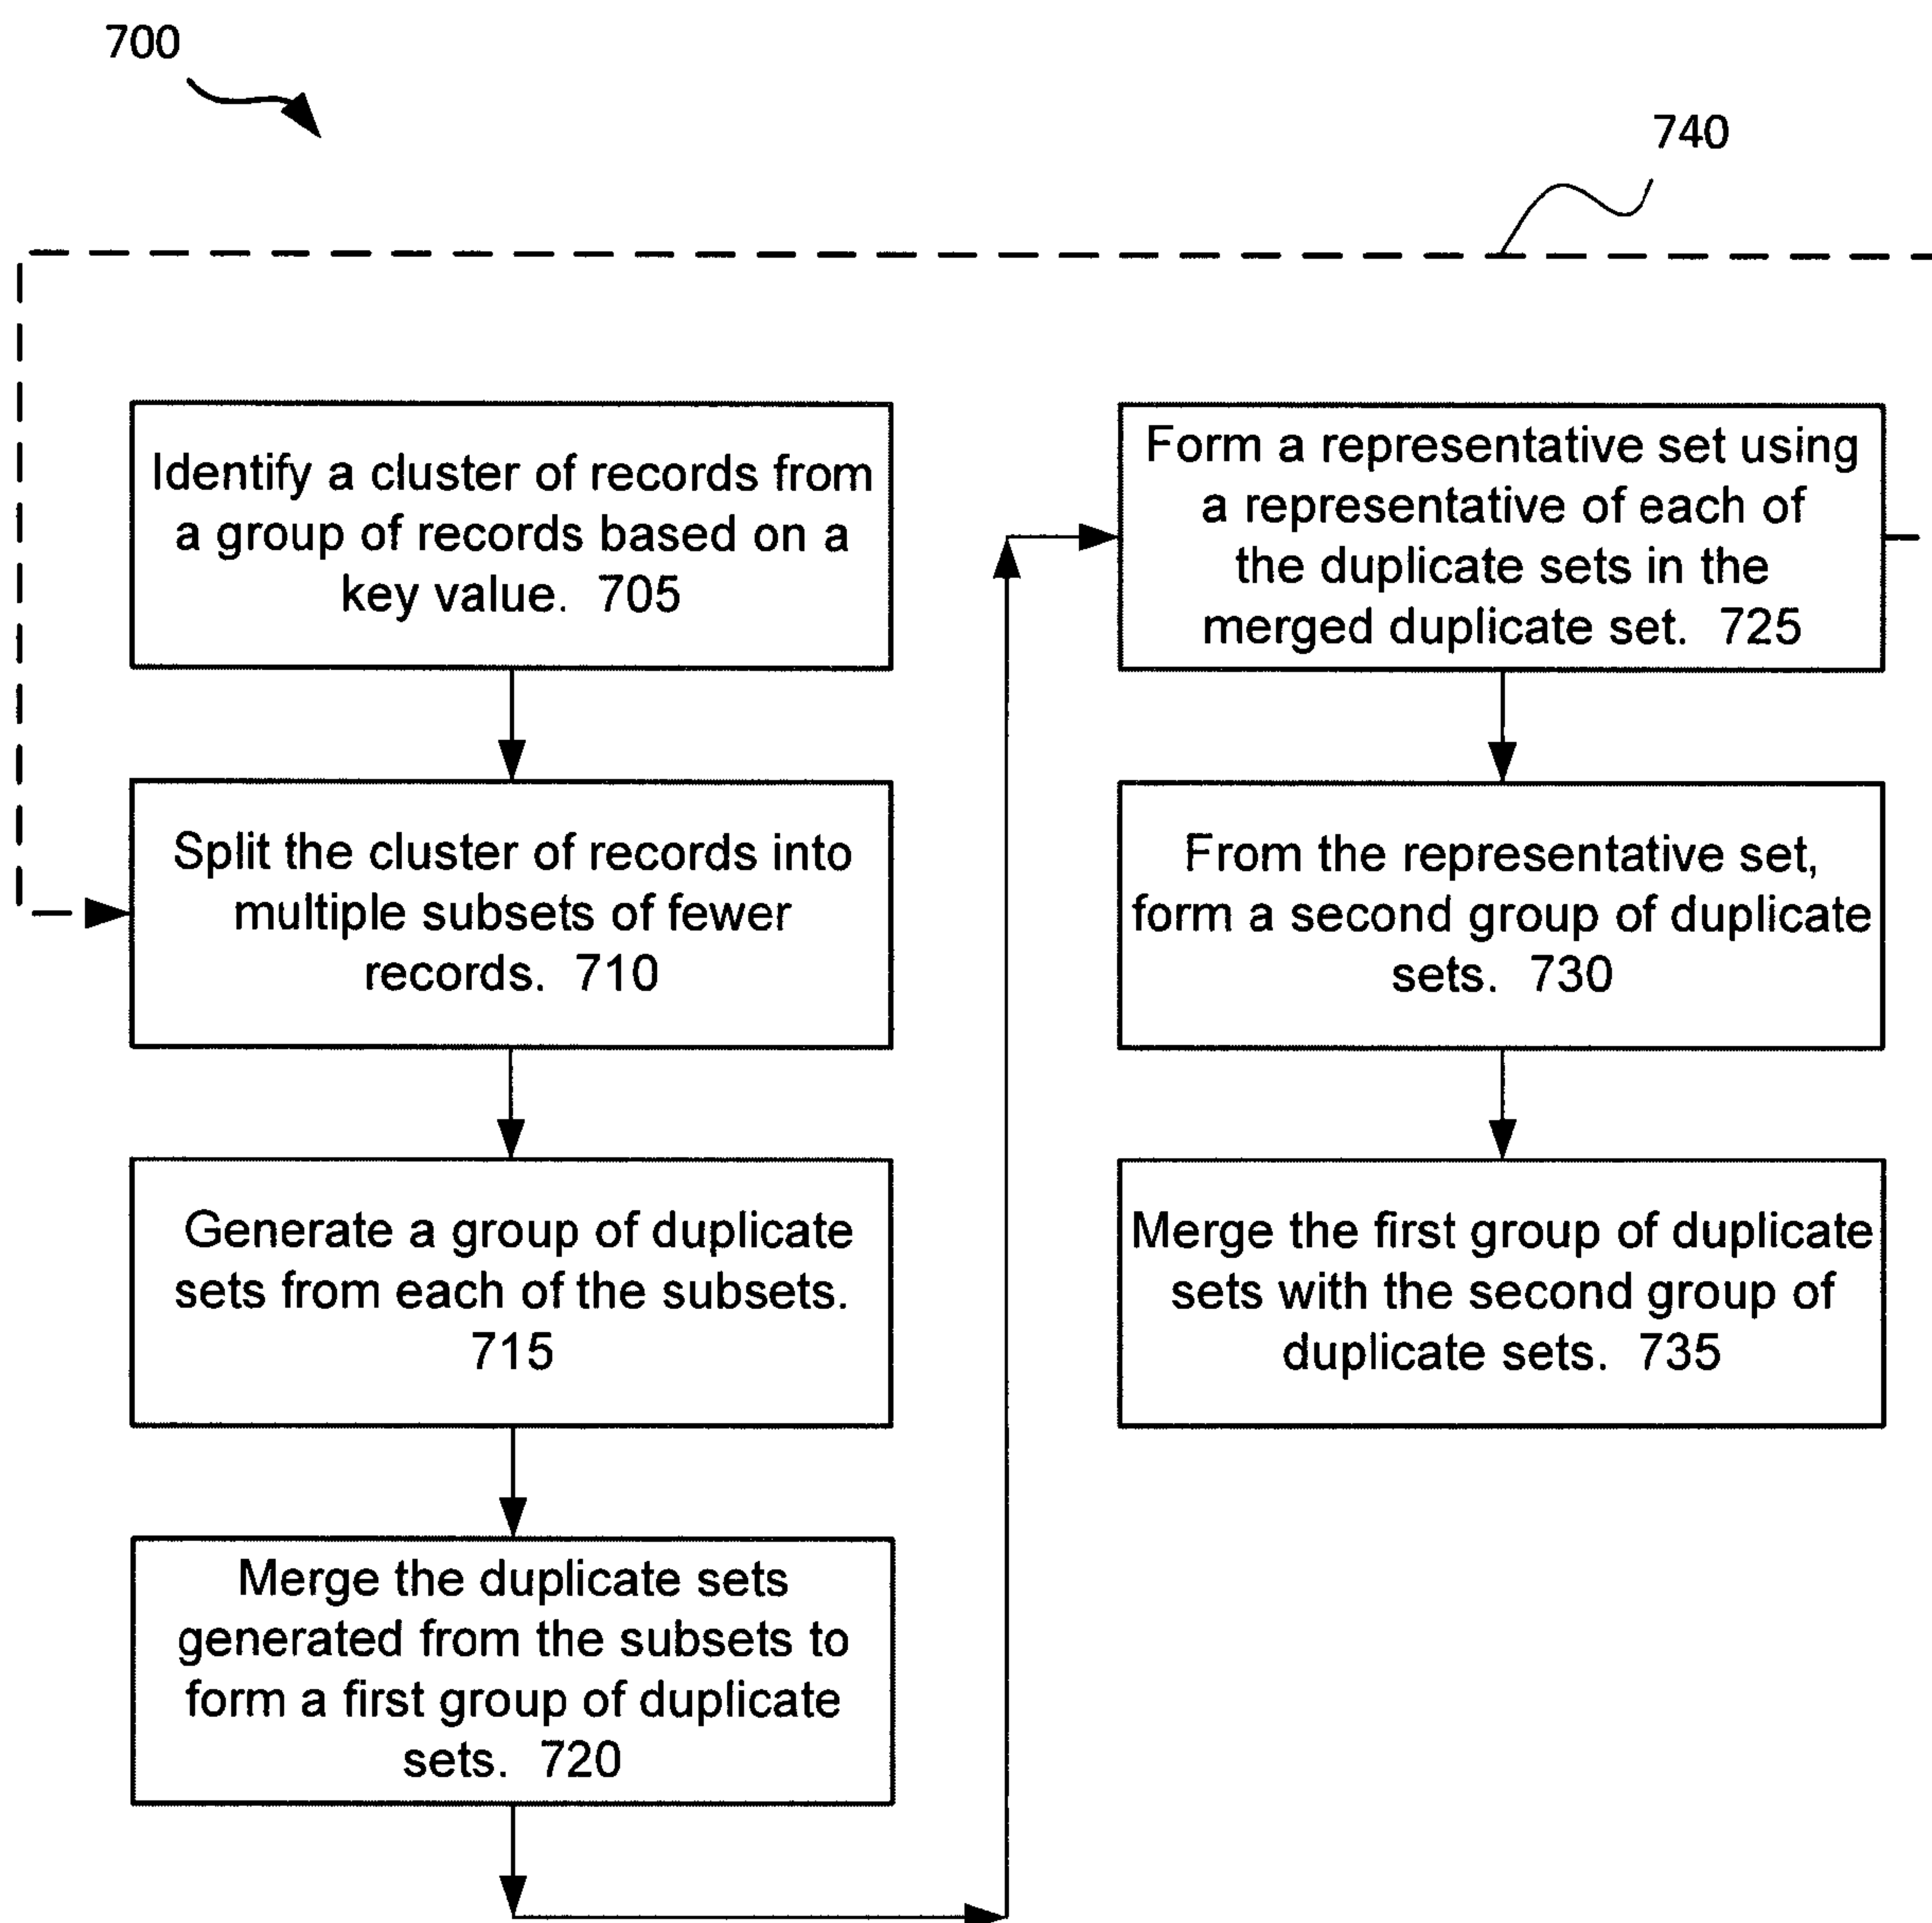 700
740
Identify a cluster of records from
a group of records based on a
key value. 705
Split the cluster of records into
multiple subsets of fewer
records. 710
Generate a group of duplicate
sets from each of the subsets.
715
Merge the duplicate sets
generated from the subsets to
form a first group of duplicate
sets. 720
Form a representative set using
a representative of each of
the duplicate sets in the
merged duplicate set. 725
From the representative set,
form a second group of duplicate
sets. 730
Merge the first group of duplicate
sets with the second group of
duplicate sets. 735